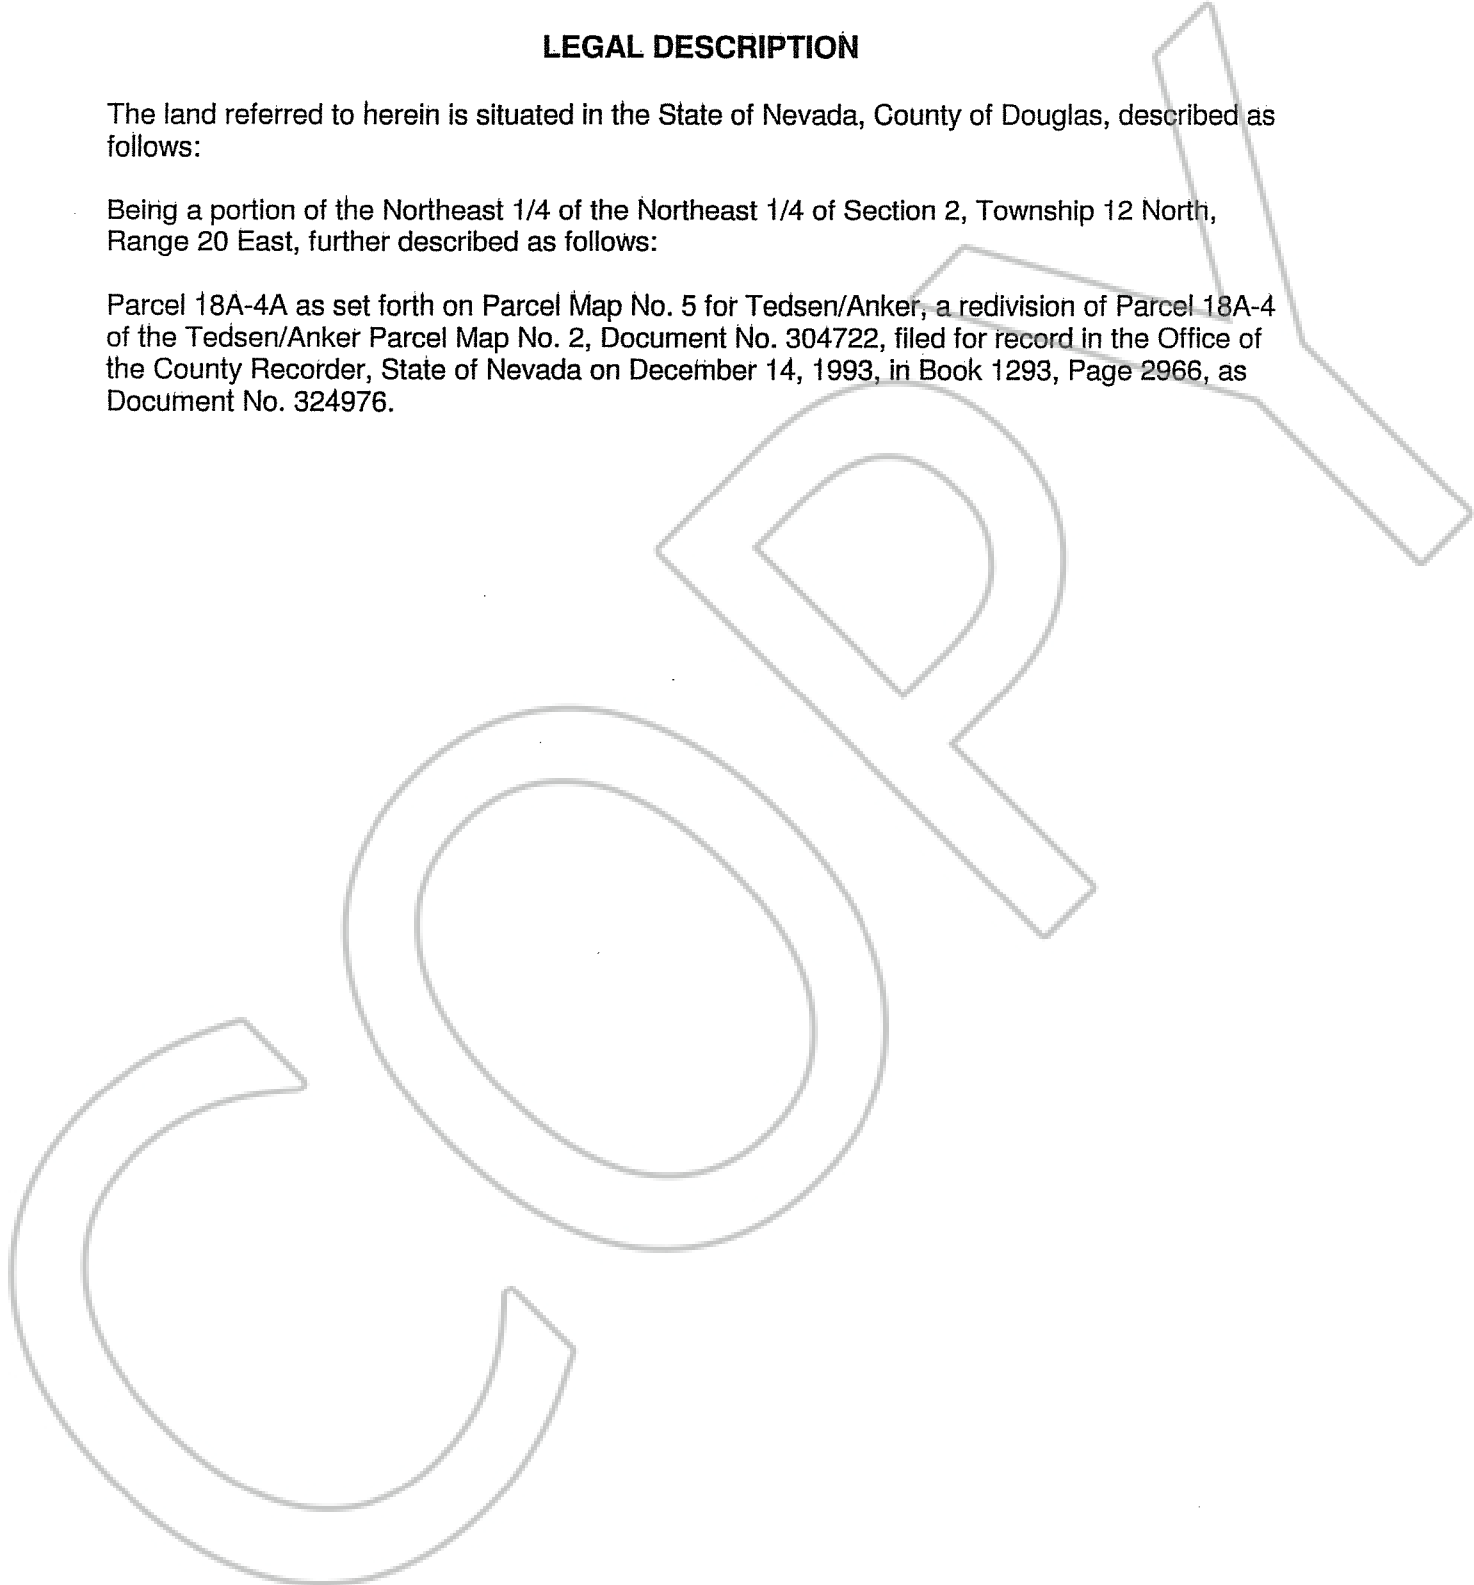 LEGAL DESCRIPTION
The land referred to herein is situated in the State of Nevada, County of Douglas, described as
follows:
Being a portion of the Northeast 1/4 of the Northeast 1/4 of Section 2, Township 12 North,
Range 20 East, further described as follows:
Parcel 18A-4A as set forth on Parcel Map No. 5 for Tedsen/Anker, a redivision of Parcel 18A-4
of the Tedsen/Anker Parcel Map No. 2, Document No. 304722, filed for record in the Office of
the County Recorder, State of Nevada on December 14, 1993, in Book 1293, Page 2966, as
Document No. 324976.
COPY